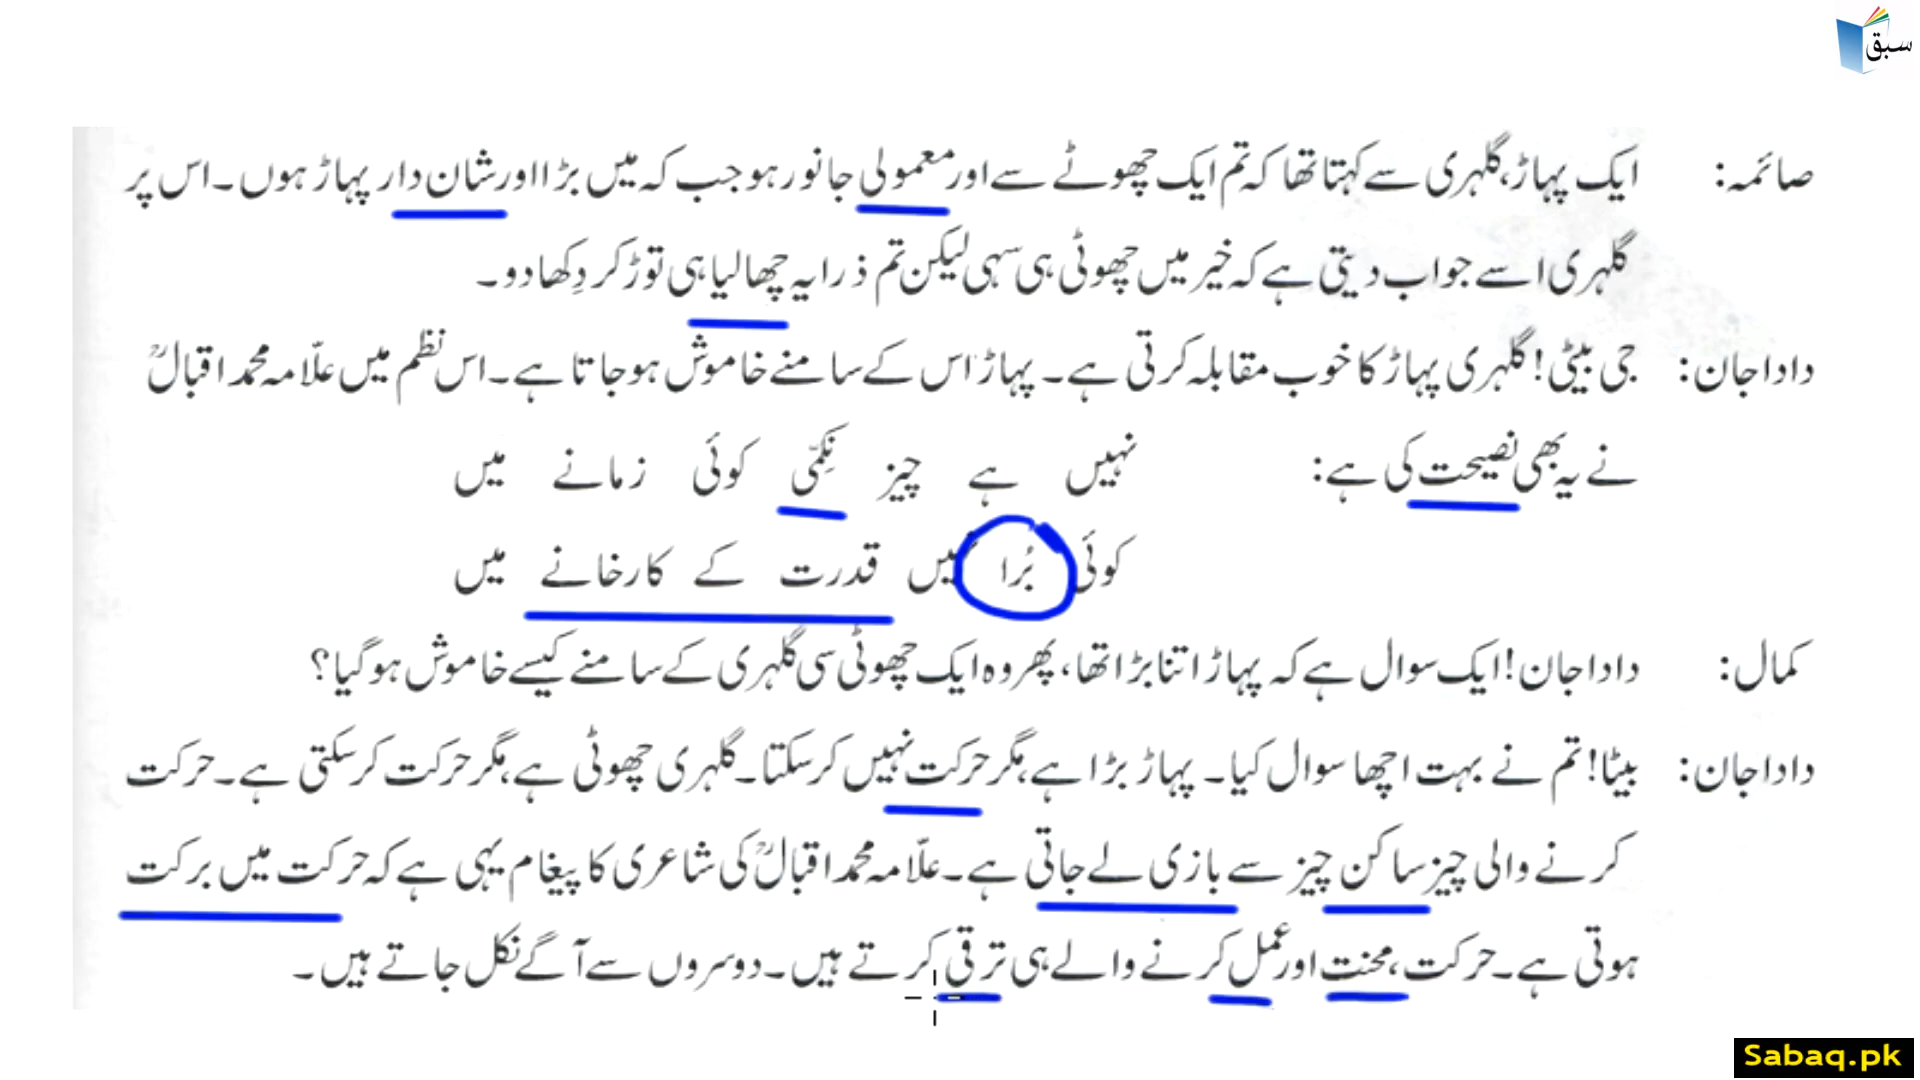 سبق
صائمہ: ایک پہاڑ، گلہری سے کہتا تھا کہ تم ایک چھوٹے سے اور معمولی جانور ہو جب کہ میں بڑا اور شان دار پہاڑ ہوں۔ اس پر
گلہری اسے جواب دیتی ہے کہ خیر میں چھوٹی ہی سہی لیکن تم ذرا یہ چھالیا ہی توڑ کر دِکھا دو۔
دادا جان: جی بیٹی! گلہری پہاڑ کا خوب مقابلہ کرتی ہے۔ پہاڑ اس کے سامنے خاموش ہو جاتا ہے۔ اس نظم میں علّامہ محمد اقبالؒ
نے یہ بھی نصیحت کی ہے: نہیں ہے چیز نِکمّی کوئی زمانے میں
کوئی بُرا نہیں قدرت کے کارخانے میں
کمال: دادا جان! ایک سوال ہے کہ پہاڑ اتنا بڑا تھا، پھر وہ ایک چھوٹی سی گلہری کے سامنے کیسے خاموش ہو گیا؟
دادا جان: بیٹا! تم نے بہت اچھا سوال کیا۔ پہاڑ بڑا ہے مگر حرکت نہیں کر سکتا۔ گلہری چھوٹی ہے، مگر حرکت کر سکتی ہے۔ حرکت
کرنے والی چیز ساکن چیز سے بازی لے جاتی ہے۔ علّامہ محمد اقبالؒ کی شاعری کا پیغام یہی ہے کہ حرکت میں برکت
ہوتی ہے۔ حرکت، محنت اور عمل کرنے والے ہی ترقی کرتے ہیں۔ دوسروں سے آگے نکل جاتے ہیں۔
Sabaq.pk